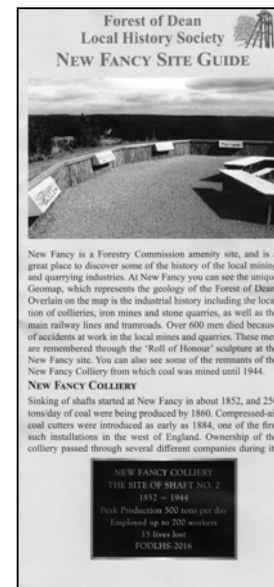 Forest of Dean
Local History Society
NEW FANCY SITE GUIDE
New Fancy is a Forestry Commission amenity site, and is
great place to discover some of the history of the local mining
and quarrying industries. At New Fancy you can see the unique
Geomap, which represents the geology of the Forest of Dean.
Overlain on the map is the industrial history including the loca
tion of collieries, iron mines and stone quarries, as well as the
main railway lines and tramroads. Over 600 men died because
of accidents at work in the local mines and quarries. These men
are remembered through the ‘Roll of Honour’ sculpture at the
New Fancy site. You can also see some of the remnants of the
New Fancy Colliery from which coal was mined until 1944.
NEW FANCY COLLIERY
Sinking of shafts started at New Fancy in about 1852, and 250
tons/day of coal were being produced by 1860. Compressed-ai
coal cutters were introduced as early as 1884, one of the firs
such installations in the west of England. Ownership of the
colliery passed through several different companies during it
NEW FANCY COLLIERY
THE SITE OF SHAFT NO. 2
1852 – 1944
Peak Production 500 tons per day
Employed up to 700 workers
15 lives lost
FODLHS-2016